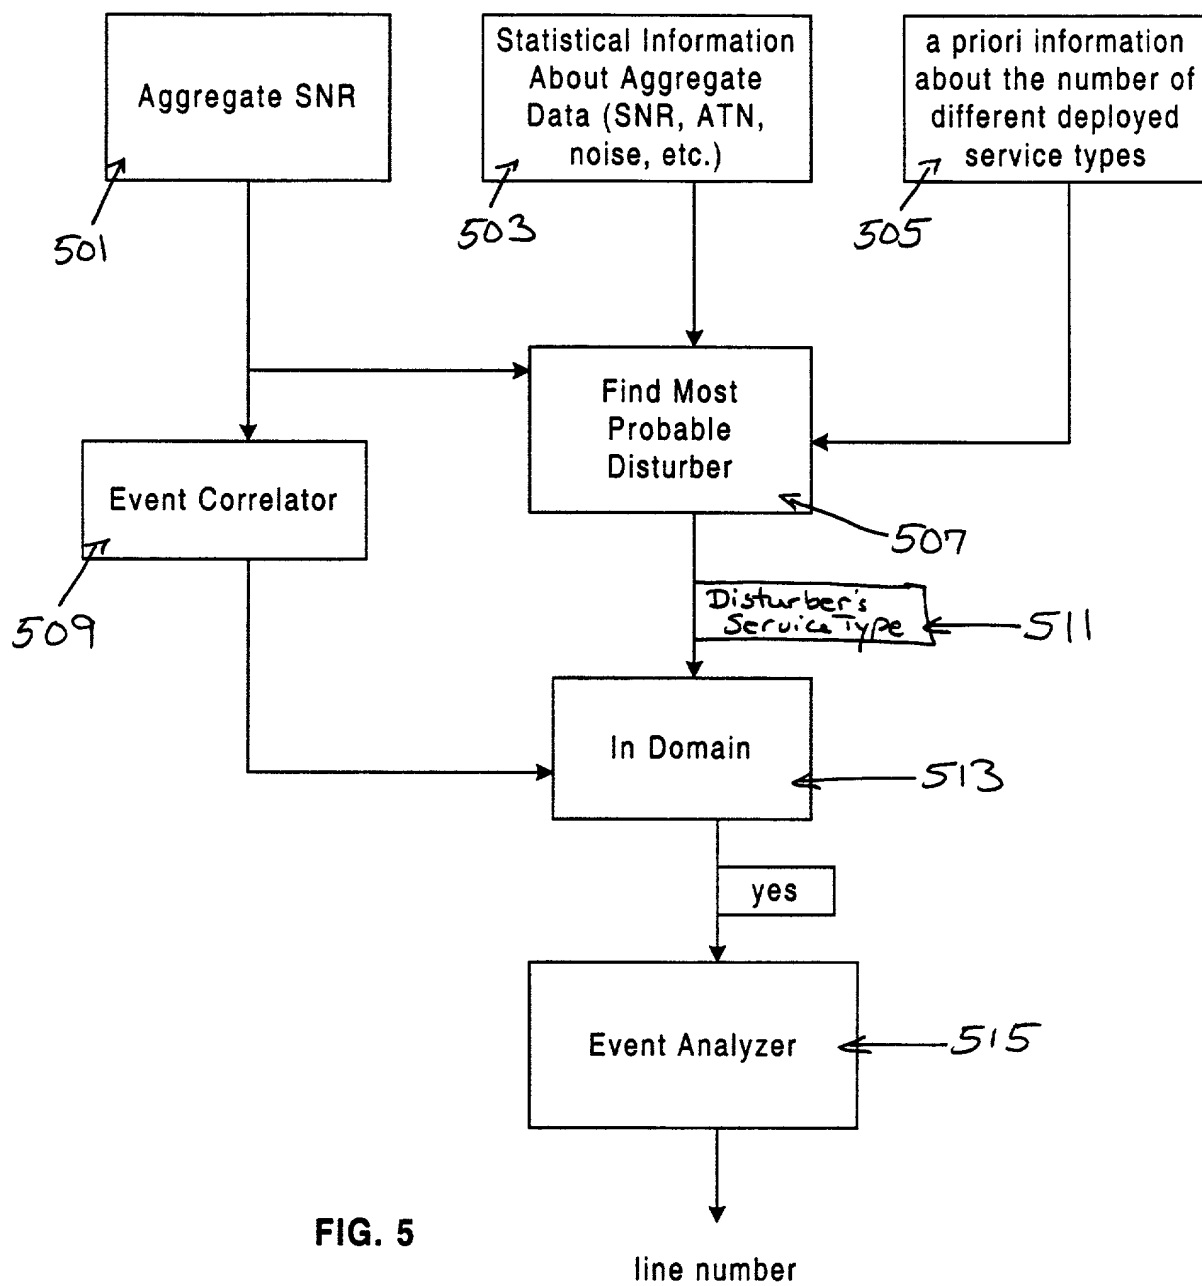 Aggregate SNR
Statistical Information
About Aggregate
Data (SNR, ATN,
noise, etc.)
a priori information
about the number of
different deployed
service types
501
503
505
Find Most
Probable
Disturber
Event Correlator
507
509
Disturber's
Service Type
511
In Domain
513
yes
Event Analyzer
515
FIG. 5
line number